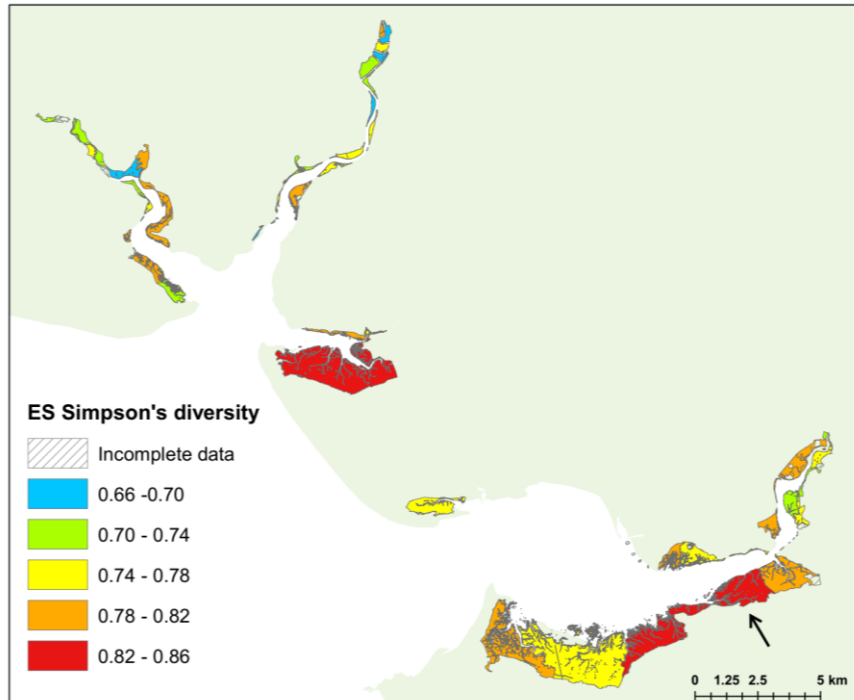 ES Simpson's diversity
Incomplete data
0.66 -0.70
0.70 - 0.74
0.74 - 0.78
0.78 - 0.82
0.82 - 0.86
0 1.25 2.5 5 km